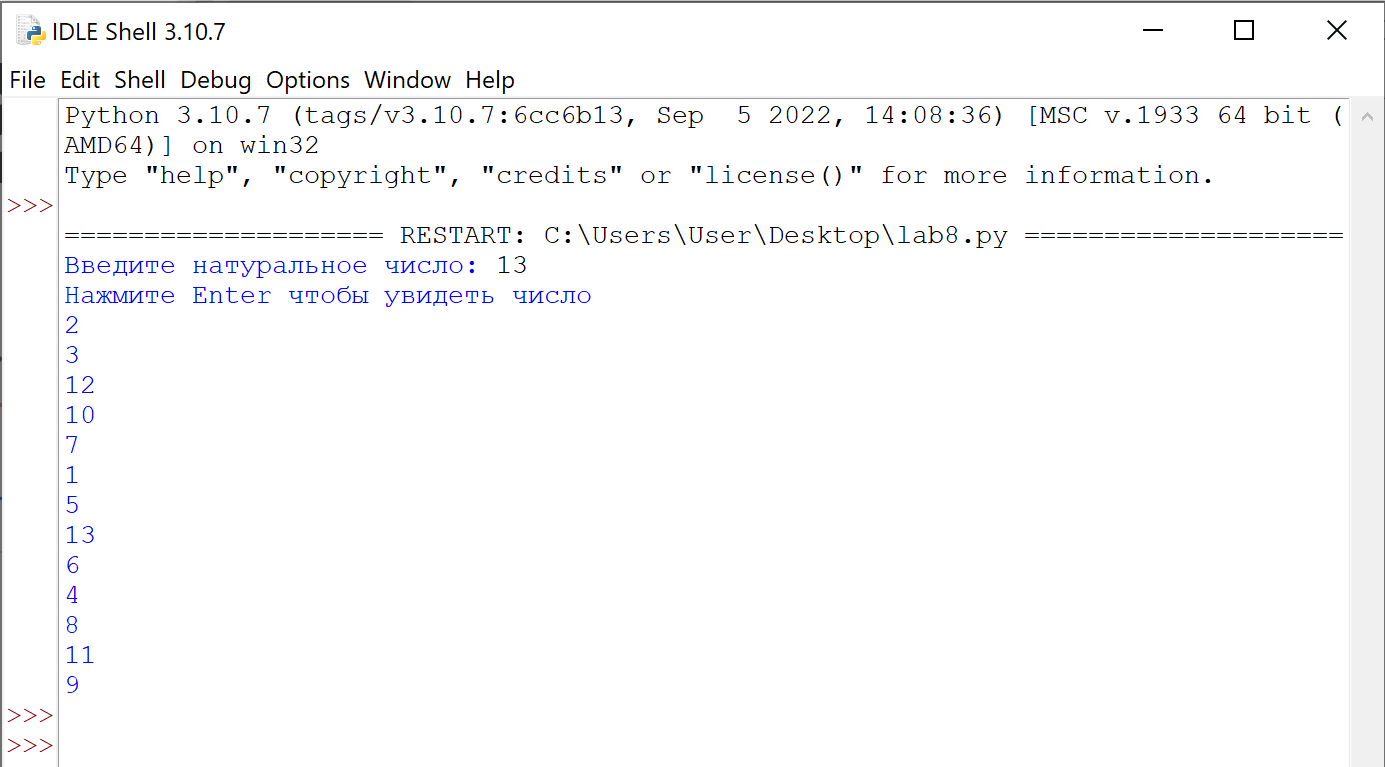 IDLE Shell 3.10.7
File Edit Shell Debug Options Window Help
Python 3.10.7 (tags/v3.10.7:6cc6b13, Sep  5 2022, 14:08:36) [MSC v.1933 64 bit (
AMD64)] on win32
Type "help", "copyright", "credits" or "license()" for more information.
>>>
==================== RESTART: C:\Users\User\Desktop\lab8.py ====================
Введите натуральное число: 13
Нажмите Enter чтобы увидеть число
2
3
12
10
7
1
5
13
6
4
8
11
9
>>>
>>>